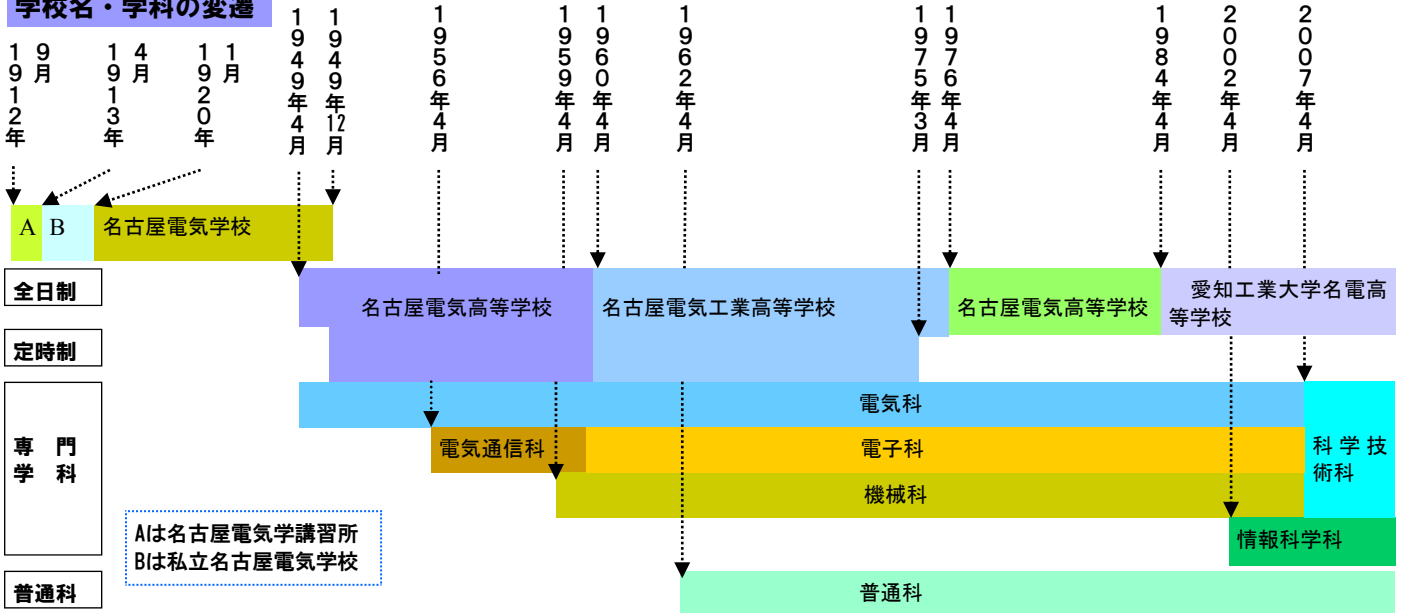 学校名・学科の変遷
1912年
9月
1913年
4月
1920年
1月
1949年4月
1949年12月
1956年4月
1959年4月
1960年4月
1962年4月
1975年3月
1976年4月
1984年4月
2002年4月
2007年4月
A
B
名古屋電気学校
全日制
名古屋電気高等学校
名古屋電気工業高等学校
名古屋電気高等学校
愛知工業大学名電高
等学校
定時制
専門
学科
電気科
電気通信科
電子科
機械科
科学技
術科
情報科学科
Aは名古屋電気学講習所
Bは私立名古屋電気学校
普通科
普通科